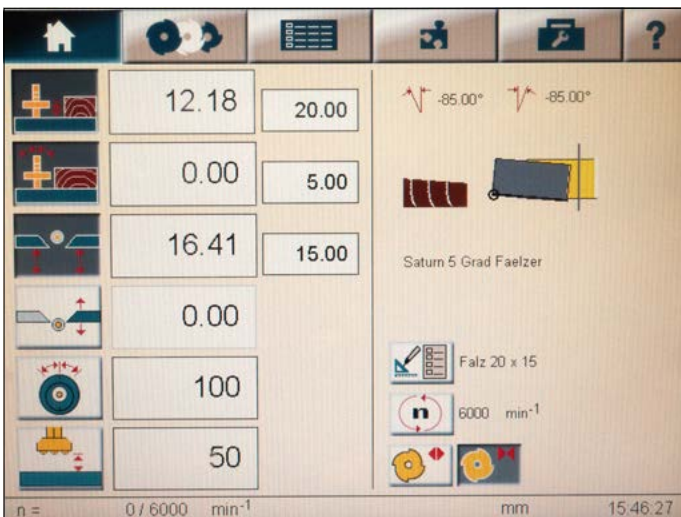 ?
12.18 20.00
0.00 5.00
16.41 15.00
0.00
100
50
-85.00° -85.00°
Saturn 5 Grad Faelzer
Falz 20 x 15
n 6000 min-1
n = 0 / 6000 min-1 mm 15:46:27